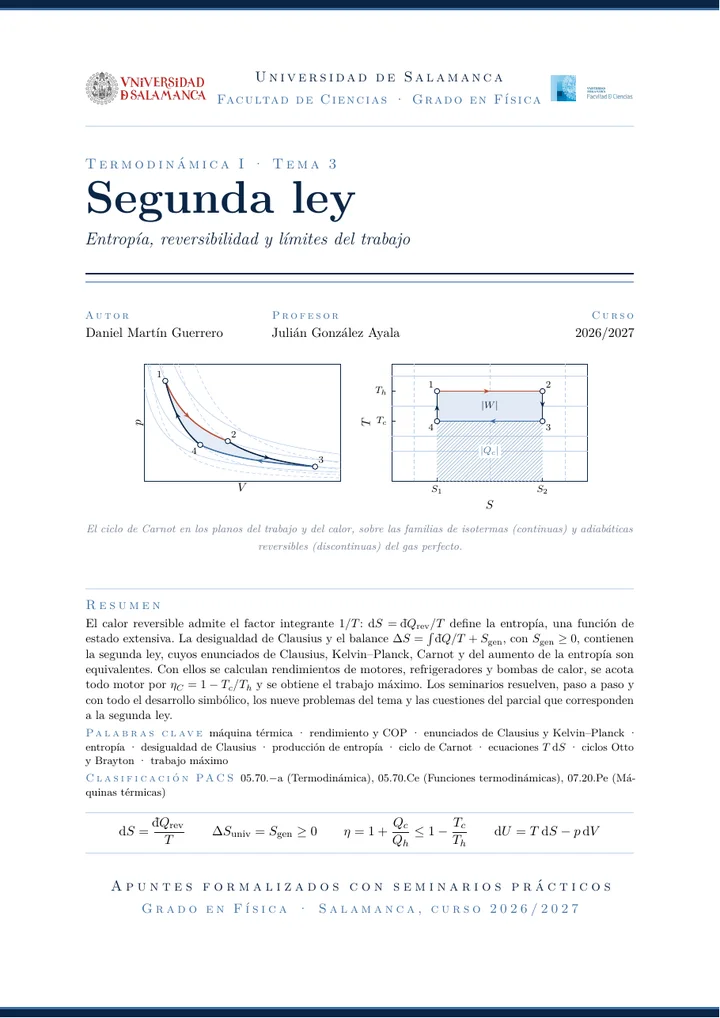 VNiVERSiDAD
D SALAMANCA
Universidad de Salamanca
Facultad de Ciencias · Grado en Física
Termodinámica I · Tema 3
Segunda ley
Entropía, reversibilidad y límites del trabajo
Autor
Daniel Martín Guerrero
Profesor
Julián González Ayala
Curso
2026/2027
1
2
3
4
p
V
1
2
3
4
T_h
T_c
T
|W|
|Q_c|
S_1
S_2
S
El ciclo de Carnot en los planos del trabajo y del calor, sobre las familias de isotermas (continuas) y adiabáticas
reversibles (discontinuas) del gas perfecto.
Resumen
El calor reversible admite el factor integrante 1/T: dS = đQ_rev/T define la entropía, una función de
estado extensiva. La desigualdad de Clausius y el balance ΔS = ∫đQ/T + S_gen, con S_gen ≥ 0, contienen
la segunda ley, cuyos enunciados de Clausius, Kelvin–Planck, Carnot y del aumento de la entropía son
equivalentes. Con ellos se calculan rendimientos de motores, refrigeradores y bombas de calor, se acota
todo motor por η_C = 1 − T_c/T_h y se obtiene el trabajo máximo. Los seminarios resuelven, paso a paso y
con todo el desarrollo simbólico, los nueve problemas del tema y las cuestiones del parcial que corresponden
a la segunda ley.
Palabras clave máquina térmica · rendimiento y COP · enunciados de Clausius y Kelvin–Planck ·
entropía · desigualdad de Clausius · producción de entropía · ciclo de Carnot · ecuaciones T dS · ciclos Otto
y Brayton · trabajo máximo
Clasificación PACS 05.70.−a (Termodinámica), 05.70.Ce (Funciones termodinámicas), 07.20.Pe (Má-
quinas térmicas)
dS = đQ_rev/T   ΔS_univ = S_gen ≥ 0   η = 1 + Q_c/Q_h ≤ 1 − T_c/T_h   dU = T dS − p dV
Apuntes formalizados con seminarios prácticos
Grado en Física · Salamanca, curso 2026/2027